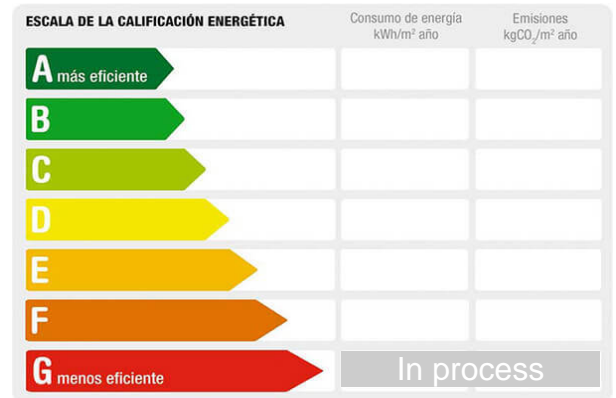 ESCALA DE LA CALIFICACIÓN ENERGÉTICA
Consumo de energía
kWh/m² año
Emisiones
kgCO₂/m² año
A más eficiente
B
C
D
E
F
G menos eficiente
In process